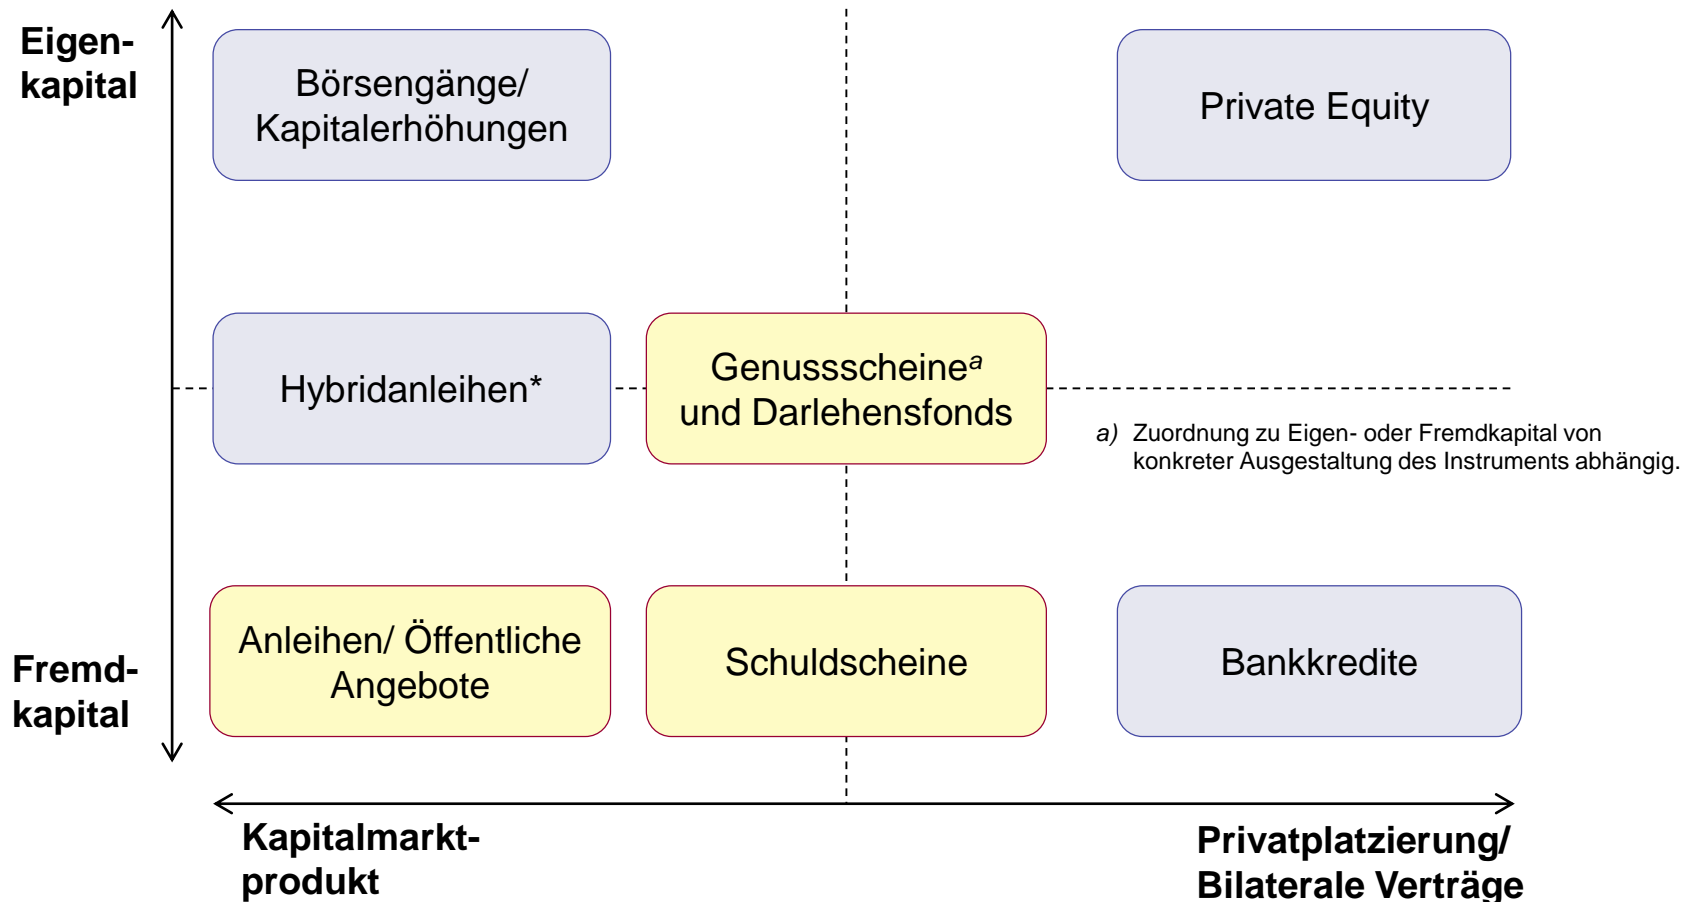 Eigen-
kapital
Börsengänge/
Kapitalerhöhungen
Private Equity
Hybridanleihen*
Genussscheineᵃ
und Darlehensfonds
a) Zuordnung zu Eigen- oder Fremdkapital von
konkreter Ausgestaltung des Instruments abhängig.
Fremd-
kapital
Anleihen/ Öffentliche
Angebote
Schuldscheine
Bankkredite
Kapitalmarkt-
produkt
Privatplatzierung/
Bilaterale Verträge